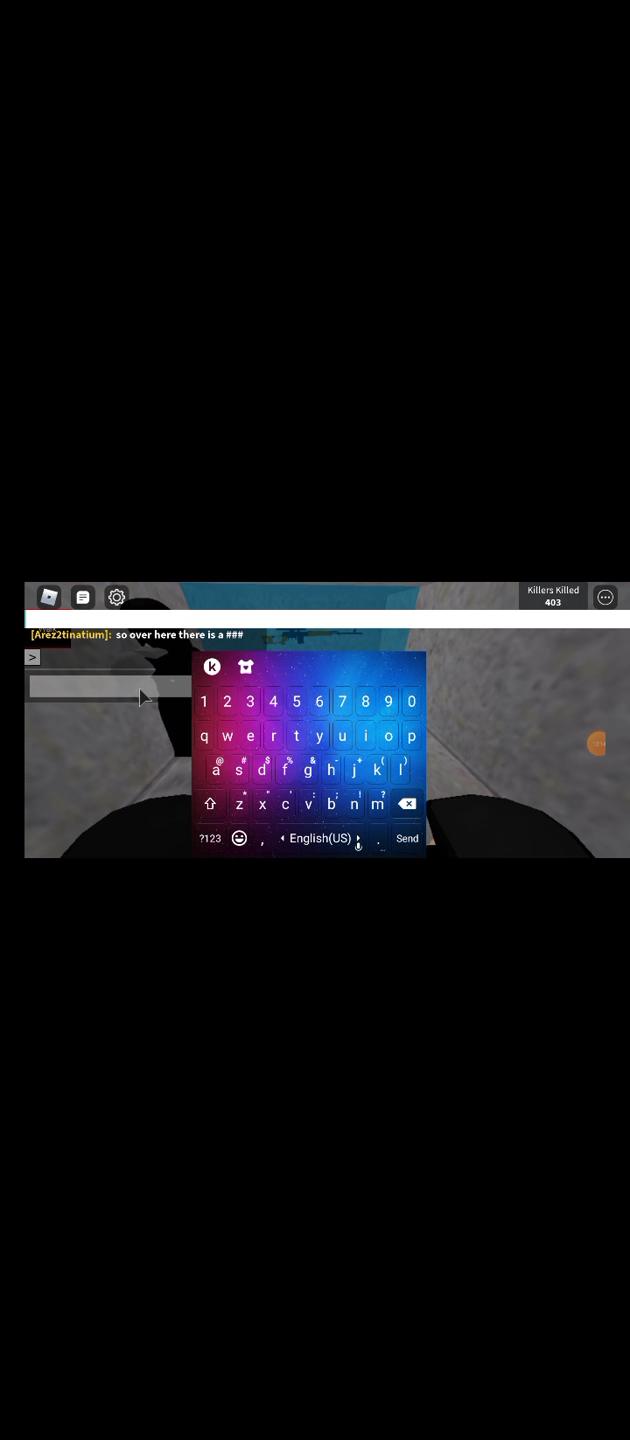 Killers Killed
403
[Arez2tinatium]: so over here there is a ###
>
k
1 2 3 4 5 6 7 8 9 0
q w e r t y u i o p
@ # $ % & - + ( )
a s d f g h j k l
* " ' : ; ! ?
z x c v b n m
?123 , English(US) . Send